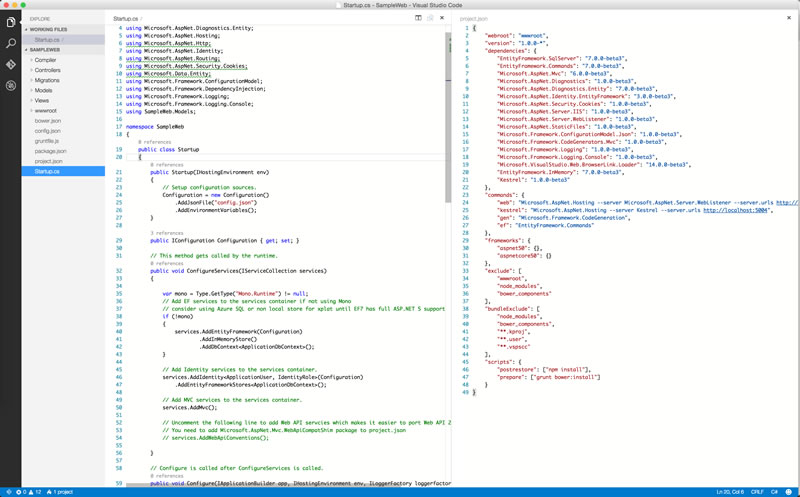 Startup.cs - SampleWeb - Visual Studio Code
EXPLORE
WORKING FILES
Startup.cs /
SAMPLEWEB
Compiler
Controllers
Migrations
Models
Views
wwwroot
bower.json
config.json
gruntfile.js
package.json
project.json
Startup.cs
Startup.cs /
4 using Microsoft.AspNet.Diagnostics.Entity;
5 using Microsoft.AspNet.Hosting;
6 using Microsoft.AspNet.Http;
7 using Microsoft.AspNet.Identity;
8 using Microsoft.AspNet.Routing;
9 using Microsoft.AspNet.Security.Cookies;
10 using Microsoft.Data.Entity;
11 using Microsoft.Framework.ConfigurationModel;
12 using Microsoft.Framework.DependencyInjection;
13 using Microsoft.Framework.Logging;
14 using Microsoft.Framework.Logging.Console;
15 using SampleWeb.Models;
16
17 namespace SampleWeb
18 {
0 references
19 public class Startup
20 {
0 references
21 public Startup(IHostingEnvironment env)
22 {
23 // Setup configuration sources.
24 Configuration = new Configuration()
25 .AddJsonFile("config.json")
26 .AddEnvironmentVariables();
27 }
28
3 references
29 public IConfiguration Configuration { get; set; }
30
31 // This method gets called by the runtime.
0 references
32 public void ConfigureServices(IServiceCollection services)
33 {
34
35 var mono = Type.GetType("Mono.Runtime") != null;
36 // Add EF services to the services container if not using Mono
37 // consider using Azure SQL or non local store for xplat until EF7 has full ASP.NET 5 support
38 if (!mono)
39 {
40 services.AddEntityFramework(Configuration)
41 .AddInMemoryStore()
42 .AddDbContext<ApplicationDbContext>();
43 }
44
45 // Add Identity services to the services container.
46 services.AddIdentity<ApplicationUser, IdentityRole>(Configuration)
47 .AddEntityFrameworkStores<ApplicationDbContext>();
48
49 // Add MVC services to the services container.
50 services.AddMvc();
51
52 // Uncomment the following line to add Web API servcies which makes it easier to port Web API 2
53 // You need to add Microsoft.AspNet.Mvc.WebApiCompatShim package to project.json
54 // services.AddWebApiConventions();
55
56 }
57
58 // Configure is called after ConfigureServices is called.
0 references
59 public void Configure(IApplicationBuilder app, IHostingEnvironment env, ILoggerFactory loggerfactor
project.json
1 {
2 "webroot": "wwwroot",
3 "version": "1.0.0-*",
4 "dependencies": {
5 "EntityFramework.SqlServer": "7.0.0-beta3",
6 "EntityFramework.Commands": "7.0.0-beta3",
7 "Microsoft.AspNet.Mvc": "6.0.0-beta3",
8 "Microsoft.AspNet.Diagnostics": "1.0.0-beta3",
9 "Microsoft.AspNet.Diagnostics.Entity": "7.0.0-beta3",
10 "Microsoft.AspNet.Identity.EntityFramework": "3.0.0-beta3",
11 "Microsoft.AspNet.Security.Cookies": "1.0.0-beta3",
12 "Microsoft.AspNet.Server.IIS": "1.0.0-beta3",
13 "Microsoft.AspNet.Server.WebListener": "1.0.0-beta3",
14 "Microsoft.AspNet.StaticFiles": "1.0.0-beta3",
15 "Microsoft.Framework.ConfigurationModel.Json": "1.0.0-beta3",
16 "Microsoft.Framework.CodeGenerators.Mvc": "1.0.0-beta3",
17 "Microsoft.Framework.Logging": "1.0.0-beta3",
18 "Microsoft.Framework.Logging.Console": "1.0.0-beta3",
19 "Microsoft.VisualStudio.Web.BrowserLink.Loader": "14.0.0-beta3",
20 "EntityFramework.InMemory": "7.0.0-beta3",
21 "Kestrel": "1.0.0-beta3"
22 },
23 "commands": {
24 "web": "Microsoft.AspNet.Hosting --server Microsoft.AspNet.Server.WebListener --server.urls http://
25 "kestrel": "Microsoft.AspNet.Hosting --server Kestrel --server.urls http://localhost:5004",
26 "gen": "Microsoft.Framework.CodeGeneration",
27 "ef": "EntityFramework.Commands"
28 },
29 "frameworks": {
30 "aspnet50": {},
31 "aspnetcore50": {}
32 },
33 "exclude": [
34 "wwwroot",
35 "node_modules",
36 "bower_components"
37 ],
38 "bundleExclude": [
39 "node_modules",
40 "bower_components",
41 "**.kproj",
42 "**.user",
43 "**.vspscc"
44 ],
45 "scripts": {
46 "postrestore": ["npm install"],
47 "prepare": ["grunt bower:install"]
48 }
49 }
0 12 1 project
Ln 20, Col 6 CRLF C#